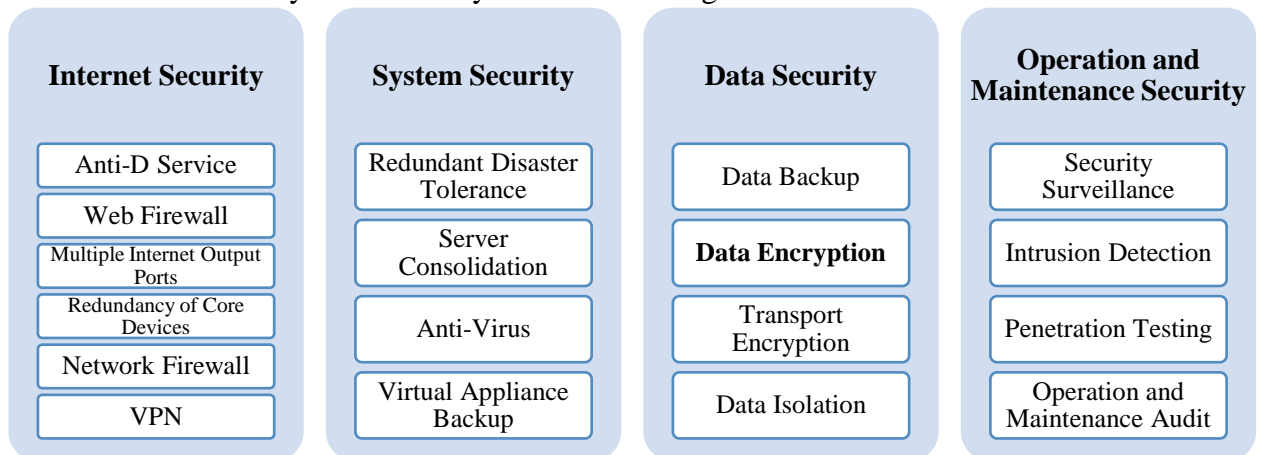 Internet Security
Anti-D Service
Web Firewall
Multiple Internet Output
Ports
Redundancy of Core
Devices
Network Firewall
VPN
System Security
Redundant Disaster
Tolerance
Server
Consolidation
Anti-Virus
Virtual Appliance
Backup
Data Security
Data Backup
Data Encryption
Transport
Encryption
Data Isolation
Operation and
Maintenance Security
Security
Surveillance
Intrusion Detection
Penetration Testing
Operation and
Maintenance Audit